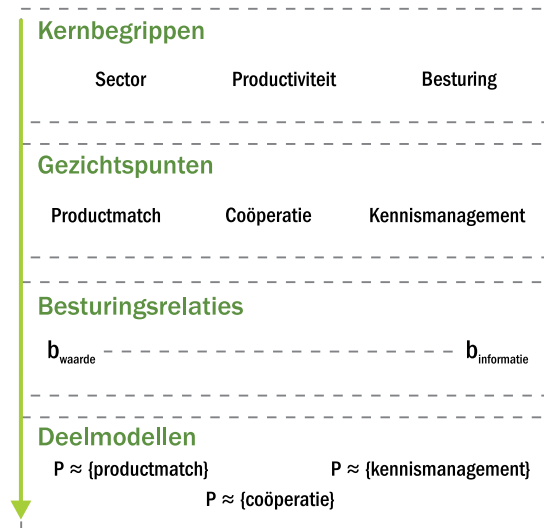 Kernbegrippen
Sector Productiviteit Besturing
Gezichtspunten
Productmatch Coöperatie Kennismanagement
Besturingsrelaties
bwaarde binformatie
Deelmodellen
P ≈ {productmatch} P ≈ {kennismanagement}
P ≈ {coöperatie}